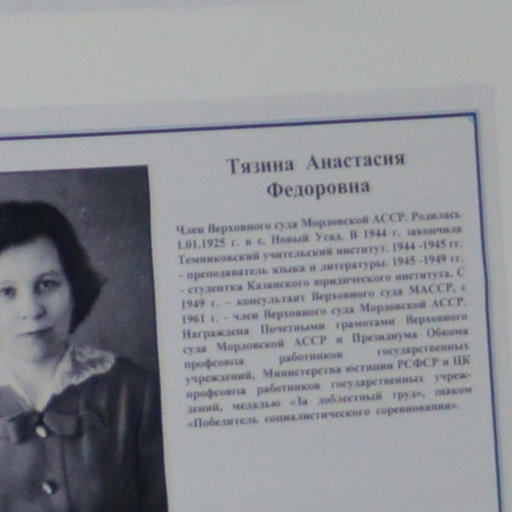 Тязина Анастасия
Федоровна
Член Верховного суда Мордовской АССР. Родилась
1.01.1925 г. в с. Новый Усад. В 1944 г. закончила
Темниковский учительский институт. 1944 -1945 гг.
- преподаватель языка и литературы. 1945 -1949 гг.
- студентка Казанского юридического института. С
1949 г. – консультант Верховного суда МАССР, с
1961 г. - член Верховного суда Мордовской АССР.
Награждена Почетными грамотами Верховного
суда Мордовской АССР и Президиума Обкома
профсоюза работников государственных
учреждений, Министерства юстиции РСФСР и ЦК
профсоюза работников государственных учреж-
дений, медалью «За доблестный труд», знаком
«Победитель социалистического соревнования».